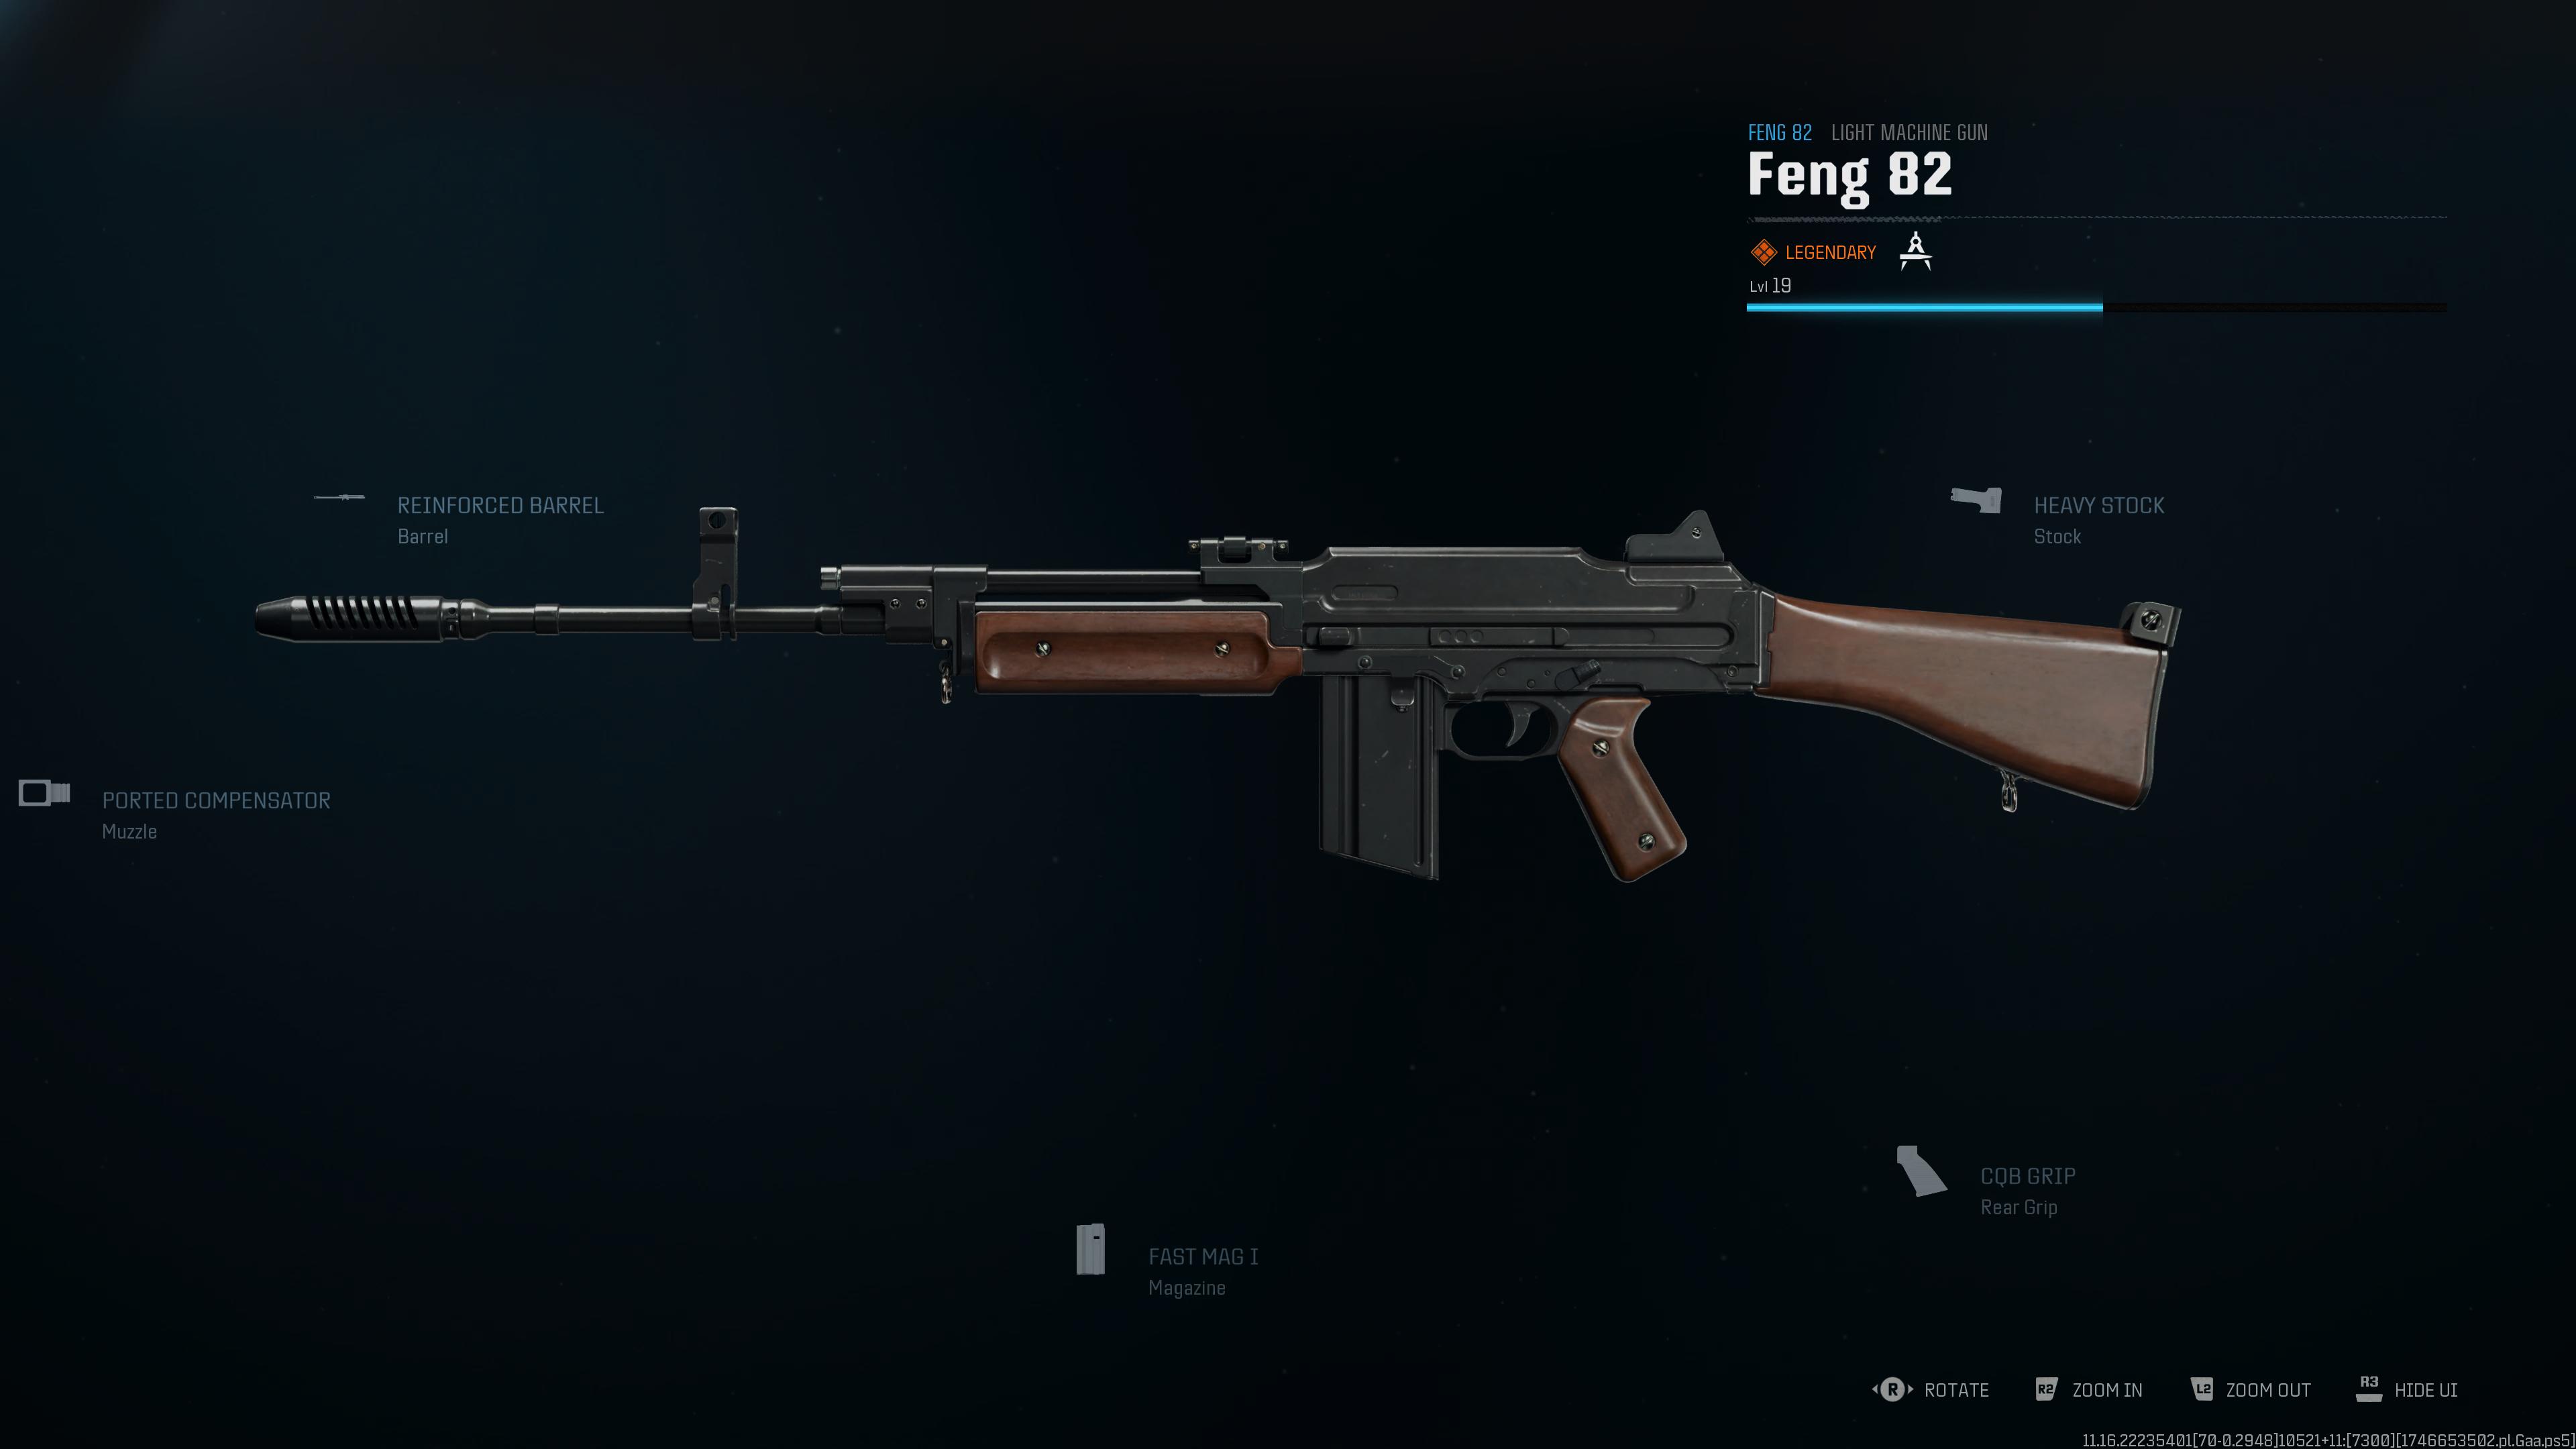 FENG 82 LIGHT MACHINE GUN
Feng 82
LEGENDARY
Lvl 19
REINFORCED BARREL
Barrel
HEAVY STOCK
Stock
PORTED COMPENSATOR
Muzzle
CQB GRIP
Rear Grip
FAST MAG I
Magazine
R ROTATE R2 ZOOM IN L2 ZOOM OUT R3 HIDE UI
11.16.22235401[70-0.2948]10521+11:[7300][1746653502.pl.Gaa.ps5]